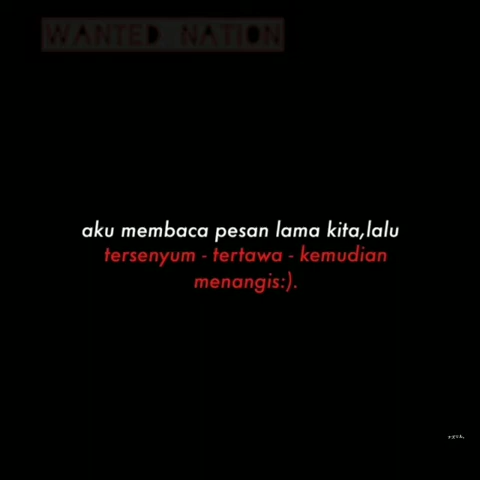 WANTED NATION
aku membaca pesan lama kita,lalu
tersenyum - tertawa - kemudian
menangis:).